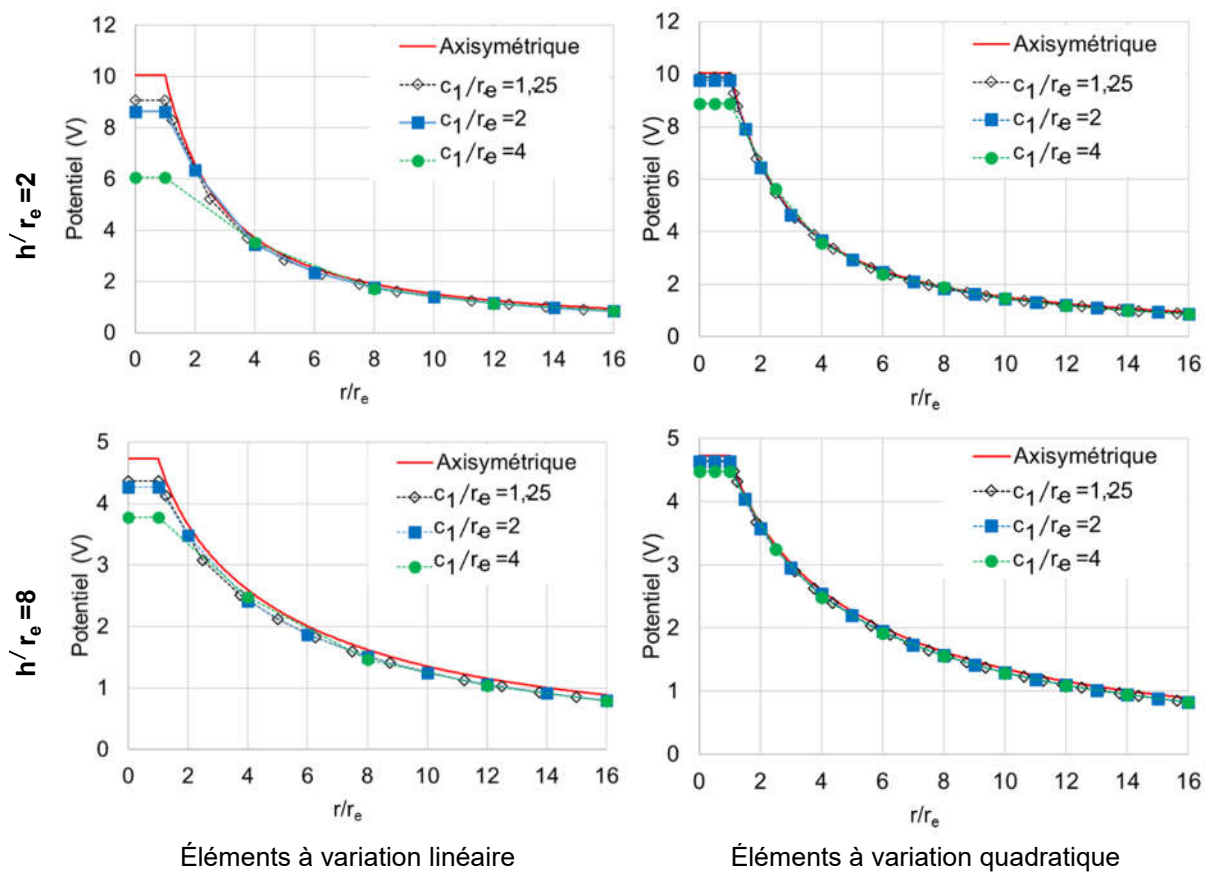 h/ re =2
Potentiel (V)
12
10
8
6
4
2
0
Axisymétrique
c1/re =1,25
c1/re =2
c1/re =4
0 2 4 6 8 10 12 14 16
r/re
Potentiel (V)
12
10
8
6
4
2
0
Axisymétrique
c1/re =1,25
c1/re =2
c1/re =4
0 2 4 6 8 10 12 14 16
r/re
h/ re =8
Potentiel (V)
5
4
3
2
1
0
Axisymétrique
c1/re =1,25
c1/re =2
c1/re =4
0 2 4 6 8 10 12 14 16
r/re
Potentiel (V)
5
4
3
2
1
0
Axisymétrique
c1/re =1,25
c1/re =2
c1/re =4
0 2 4 6 8 10 12 14 16
r/re
Éléments à variation linéaire
Éléments à variation quadratique